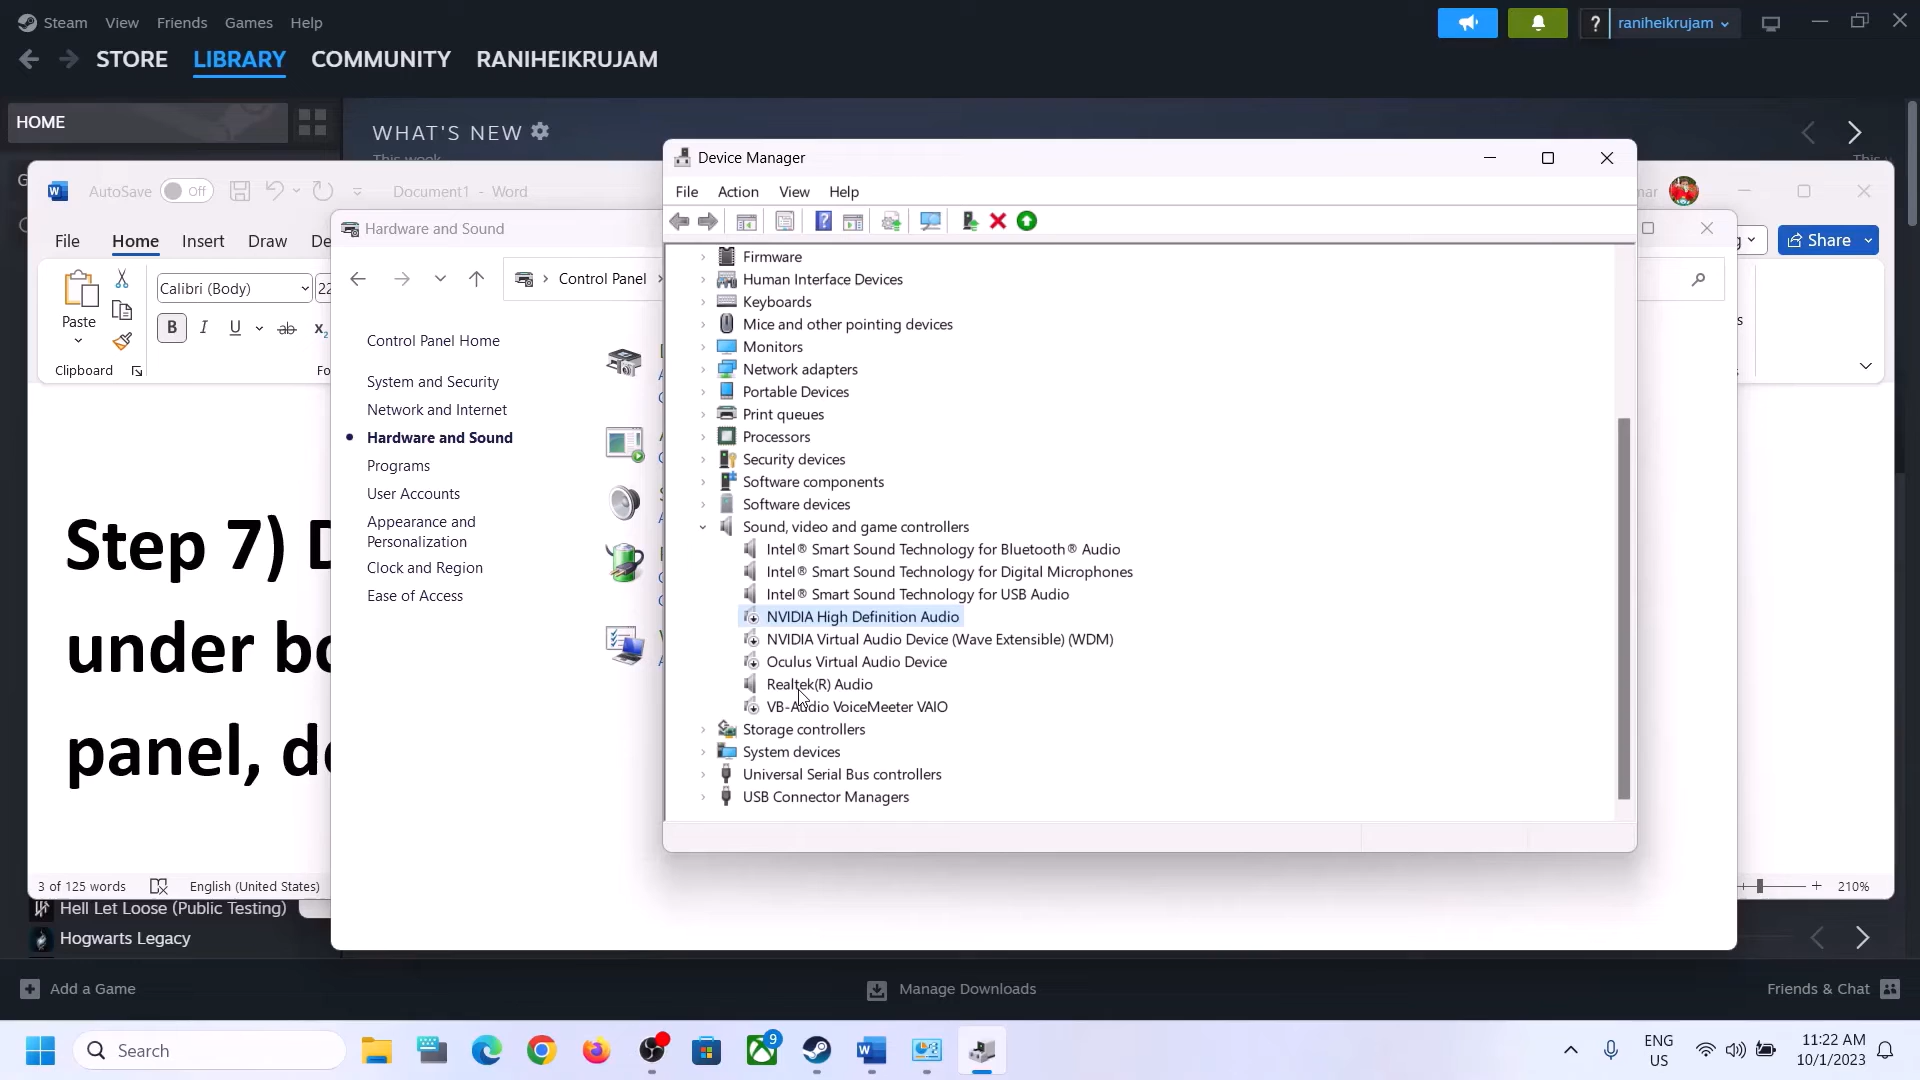 Steam View Friends Games Help
raniheikrujam
STORE LIBRARY COMMUNITY RANIHEIKRUJAM
HOME
WHAT'S NEW
This week
AutoSave Off Document1 - Word
File Home Insert Draw De
Share
Calibri (Body) 22
Paste
B I U ab x₂
Clipboard
Fo
Step 7) D
under bo
panel, de
3 of 125 words English (United States)
210%
Hardware and Sound
Control Panel
Control Panel Home
System and Security
Network and Internet
Hardware and Sound
Programs
User Accounts
Appearance and
Personalization
Clock and Region
Ease of Access
Device Manager
File Action View Help
Firmware
Human Interface Devices
Keyboards
Mice and other pointing devices
Monitors
Network adapters
Portable Devices
Print queues
Processors
Security devices
Software components
Software devices
Sound, video and game controllers
Intel® Smart Sound Technology for Bluetooth® Audio
Intel® Smart Sound Technology for Digital Microphones
Intel® Smart Sound Technology for USB Audio
NVIDIA High Definition Audio
NVIDIA Virtual Audio Device (Wave Extensible) (WDM)
Oculus Virtual Audio Device
Realtek(R) Audio
VB-Audio VoiceMeeter VAIO
Storage controllers
System devices
Universal Serial Bus controllers
USB Connector Managers
Hell Let Loose (Public Testing)
Hogwarts Legacy
Add a Game
Manage Downloads
Friends & Chat
Search
9
ENG
US
11:22 AM
10/1/2023